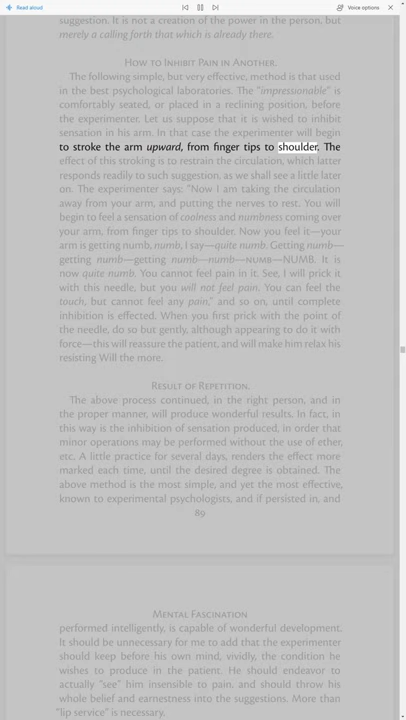 Read aloud
Voice options
suggestion. It is not a creation of the power in the person, but
merely a calling forth that which is already there.
How to Inhibit Pain in Another.
The following simple, but very effective, method is that used
in the best psychological laboratories. The "impressionable" is
comfortably seated, or placed in a reclining position, before
the experimenter. Let us suppose that it is wished to inhibit
sensation in his arm. In that case the experimenter will begin
to stroke the arm upward, from finger tips to shoulder. The
effect of this stroking is to restrain the circulation, which latter
responds readily to such suggestion, as we shall see a little later
on. The experimenter says: "Now I am taking the circulation
away from your arm, and putting the nerves to rest. You will
begin to feel a sensation of coolness and numbness coming over
your arm, from finger tips to shoulder. Now you feel it—your
arm is getting numb, numb, I say—quite numb. Getting numb—
getting numb—getting numb—numb—NUMB—NUMB. It is
now quite numb. You cannot feel pain in it. See, I will prick it
with this needle, but you will not feel pain. You can feel the
touch, but cannot feel any pain," and so on, until complete
inhibition is effected. When you first prick with the point of
the needle, do so but gently, although appearing to do it with
force—this will reassure the patient, and will make him relax his
resisting Will the more.
Result of Repetition.
The above process continued, in the right person, and in
the proper manner, will produce wonderful results. In fact, in
this way is the inhibition of sensation produced, in order that
minor operations may be performed without the use of ether,
etc. A little practice for several days, renders the effect more
marked each time, until the desired degree is obtained. The
above method is the most simple, and yet the most effective,
known to experimental psychologists, and if persisted in, and
89
Mental Fascination
performed intelligently, is capable of wonderful development.
It should be unnecessary for me to add that the experimenter
should keep before his own mind, vividly, the condition he
wishes to produce in the patient. He should endeavor to
actually "see" him insensible to pain, and should throw his
whole belief and earnestness into the suggestions. More than
"lip service" is necessary.